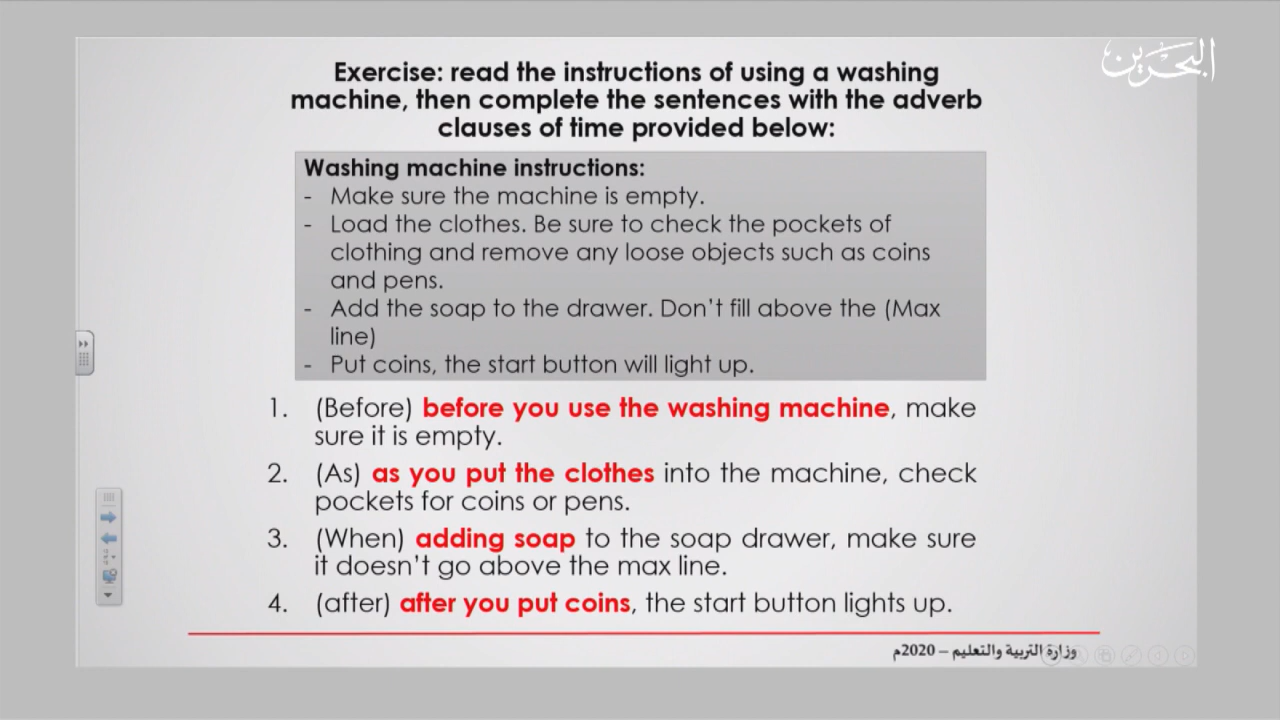 البحرين
Exercise: read the instructions of using a washing
machine, then complete the sentences with the adverb
clauses of time provided below:
Washing machine instructions:
- Make sure the machine is empty.
- Load the clothes. Be sure to check the pockets of
clothing and remove any loose objects such as coins
and pens.
- Add the soap to the drawer. Don't fill above the (Max
line)
- Put coins, the start button will light up.
1. (Before) before you use the washing machine, make
sure it is empty.
2. (As) as you put the clothes into the machine, check
pockets for coins or pens.
3. (When) adding soap to the soap drawer, make sure
it doesn't go above the max line.
4. (after) after you put coins, the start button lights up.
وزارة التربية والتعليم – 2020م